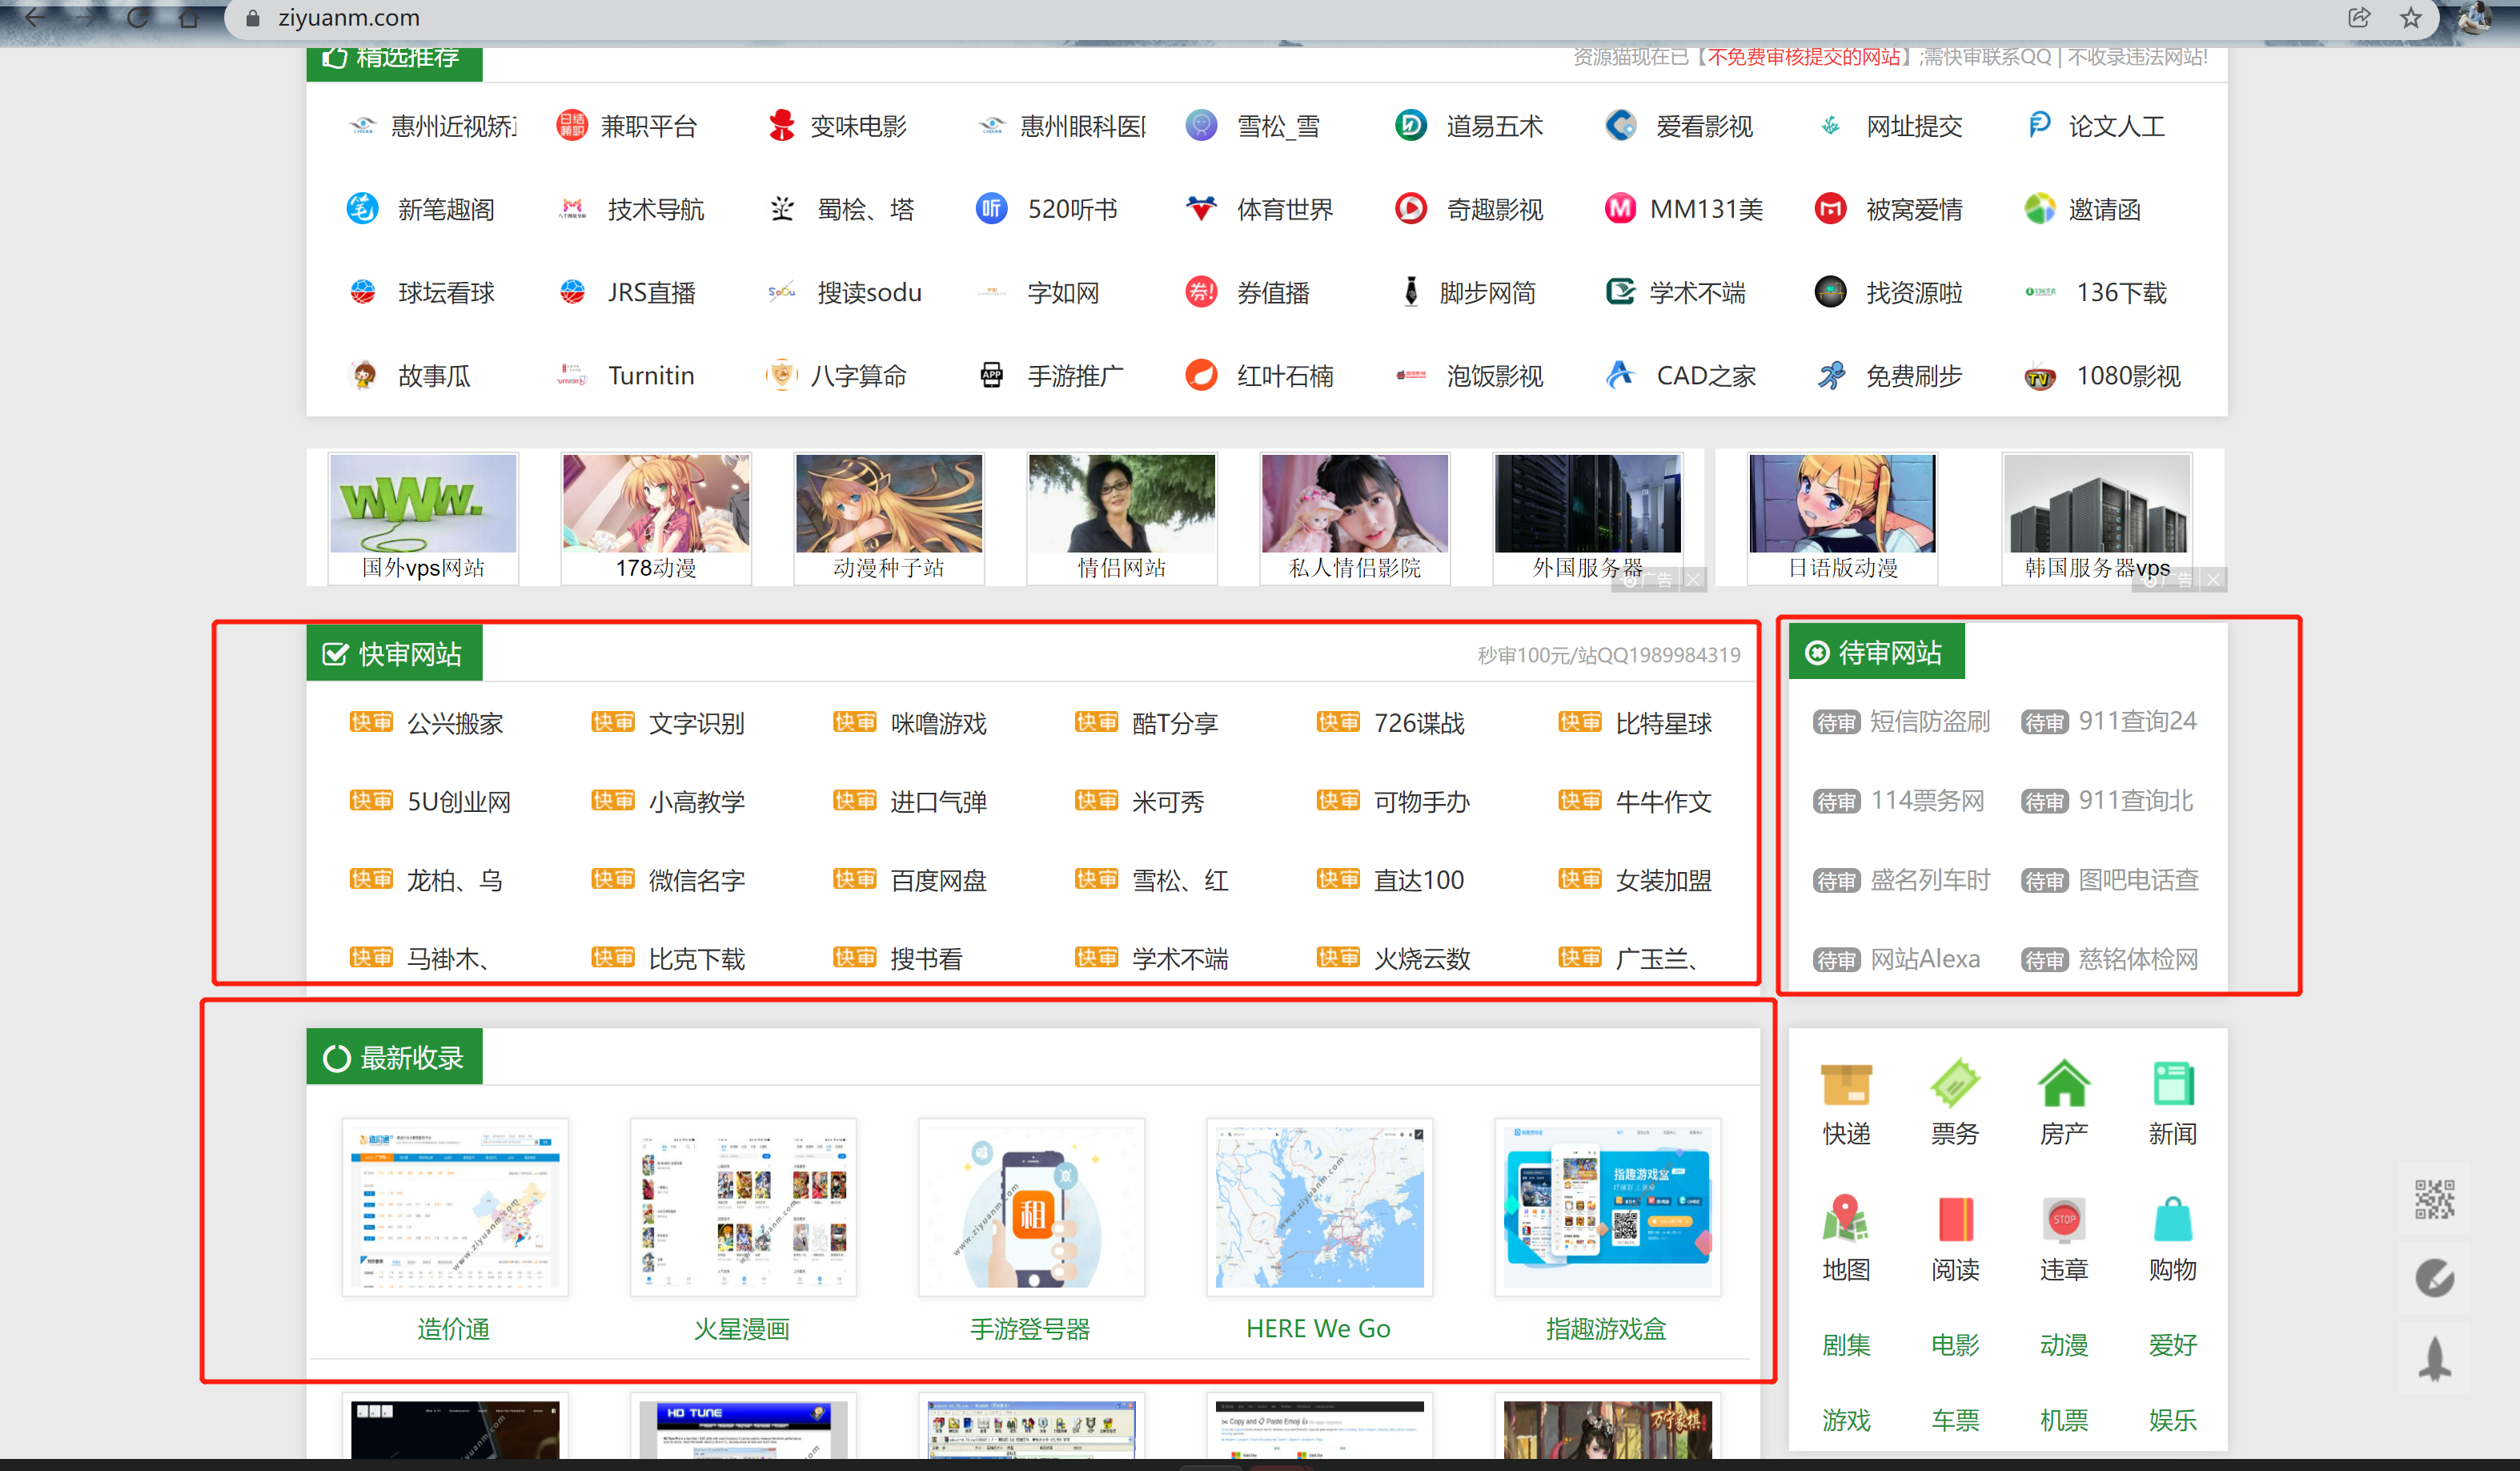 ziyuanm.com
精选推荐
资源猫现在已【不免费审核提交的网站】;需快审联系QQ | 不收录违法网站!
惠州近视矫 兼职平台 变味电影 惠州眼科医 雪松_雪 道易五术 爱看影视 网址提交 论文人工
新笔趣阁 技术导航 蜀桧、塔 520听书 体育世界 奇趣影视 MM131美 被窝爱情 邀请函
球坛看球 JRS直播 搜读sodu 字如网 券值播 脚步网简 学术不端 找资源啦 136下载
故事瓜 Turnitin 八字算命 手游推广 红叶石楠 泡饭影视 CAD之家 免费刷步 1080影视
国外vps网站 178动漫 动漫种子站 情侣网站 私人情侣影院 外国服务器 日语版动漫 韩国服务器vps
广告 广告
快审网站
秒审100元/站QQ1989984319
快审 公兴搬家 快审 文字识别 快审 咪噜游戏 快审 酷T分享 快审 726谍战 快审 比特星球
快审 5U创业网 快审 小高教学 快审 进口气弹 快审 米可秀 快审 可物手办 快审 牛牛作文
快审 龙柏、乌 快审 微信名字 快审 百度网盘 快审 雪松、红 快审 直达100 快审 女装加盟
快审 马褂木、 快审 比克下载 快审 搜书看 快审 学术不端 快审 火烧云数 快审 广玉兰、
待审网站
待审 短信防盗刷 待审 911查询24
待审 114票务网 待审 911查询北
待审 盛名列车时 待审 图吧电话查
待审 网站Alexa 待审 慈铭体检网
最新收录
造价通 火星漫画 手游登号器 HERE We Go 指趣游戏盒
租
指趣游戏盒
www.ziyuanm.com
HD TUNE
Copy and Paste Emoji
万宁象棋
快递 票务 房产 新闻
STOP
地图 阅读 违章 购物
剧集 电影 动漫 爱好
游戏 车票 机票 娱乐